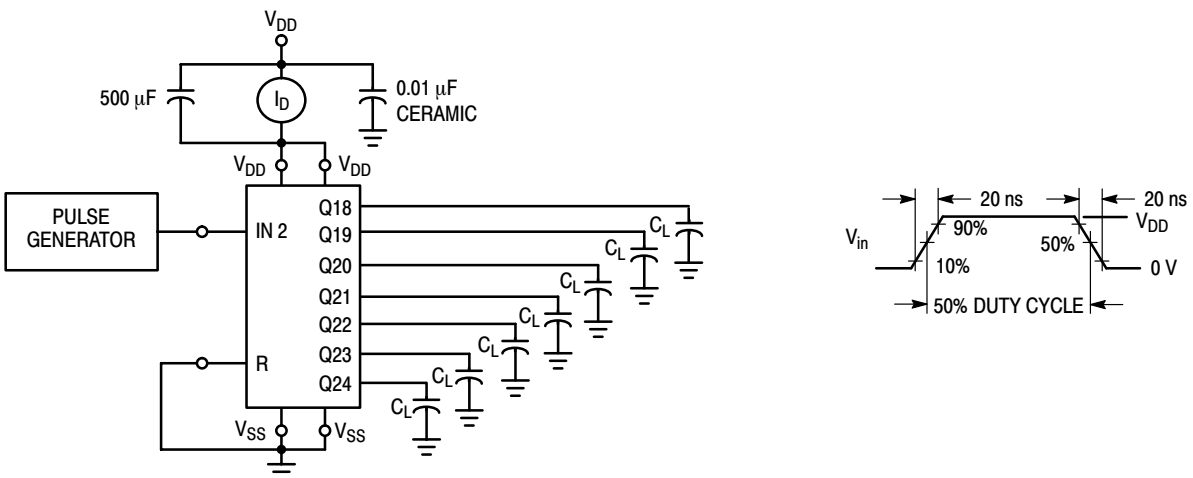 VDD
500 μF
ID
0.01 μF
CERAMIC
VDD
VDD
PULSE
GENERATOR
IN 2
R
Q18
Q19
Q20
Q21
Q22
Q23
Q24
CL
CL
CL
CL
CL
CL
CL
VSS
VSS
20 ns
20 ns
VDD
Vin
90%
50%
10%
0 V
50% DUTY CYCLE